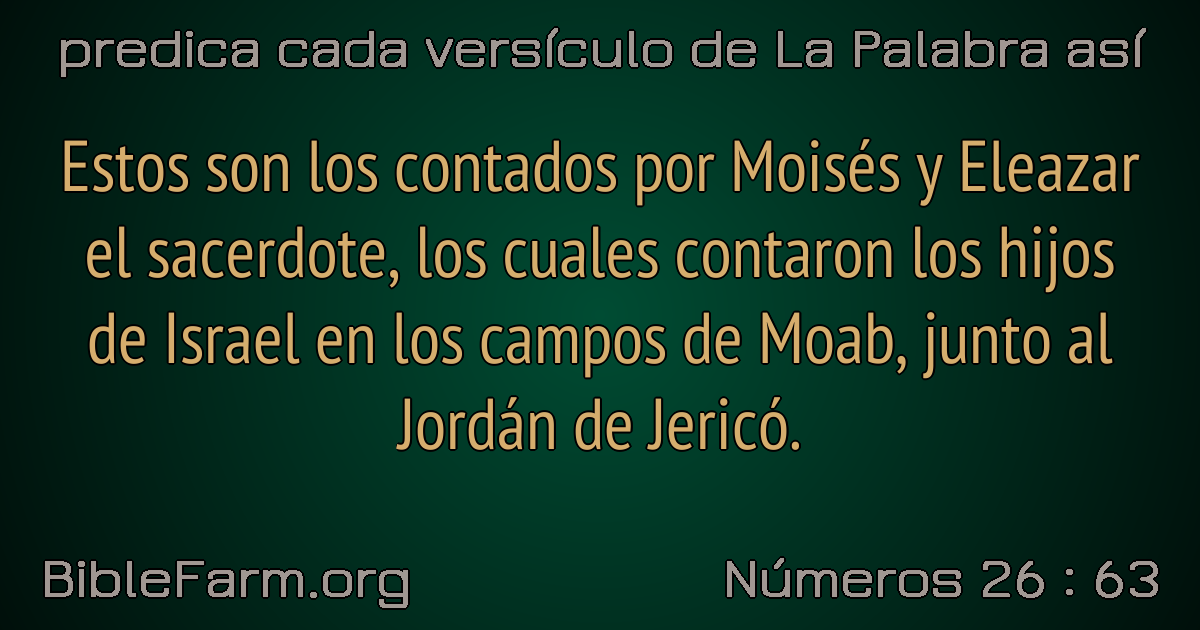 predica cada versículo de La Palabra así
Estos son los contados por Moisés y Eleazar
el sacerdote, los cuales contaron los hijos
de Israel en los campos de Moab, junto al
Jordán de Jericó.
BibleFarm.org
Números 26 : 63